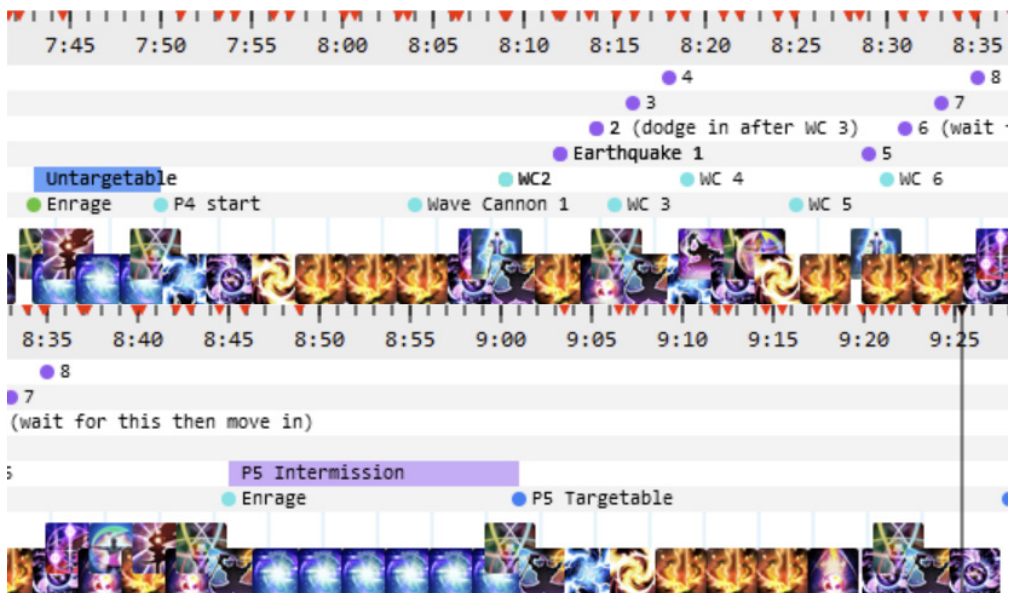 7:45 7:50 7:55 8:00 8:05 8:10 8:15 8:20 8:25 8:30 8:35
4 8
3 7
2 (dodge in after WC 3) 6 (wait
Earthquake 1 5
Untargetable WC2 WC 4 WC 6
Enrage P4 start Wave Cannon 1 WC 3 WC 5
8:35 8:40 8:45 8:50 8:55 9:00 9:05 9:10 9:15 9:20 9:25
8
7
(wait for this then move in)
P5 Intermission
Enrage P5 Targetable